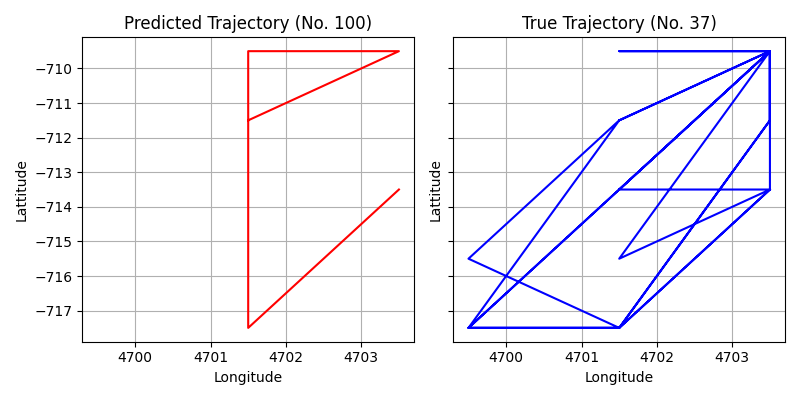 Predicted Trajectory (No. 100)
True Trajectory (No. 37)
Lattitude
−710
−711
−712
−713
−714
−715
−716
−717
4700
4701
4702
4703
Longitude
Lattitude
4700
4701
4702
4703
Longitude